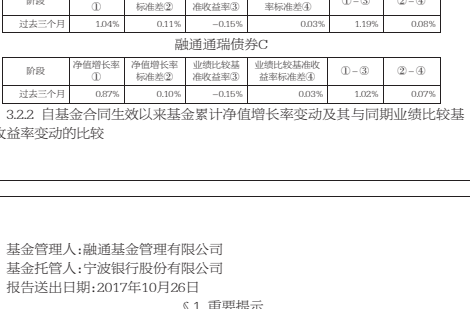 阶段 ① 标准差② 准收益率③ 率标准差④ ①-③ ②-④
过去三个月 1.04% 0.11% -0.15% 0.03% 1.19% 0.08%
融通通瑞债券C
阶段 净值增长率① 净值增长率标准差② 业绩比较基准收益率③ 业绩比较基准收益率标准差④ ①-③ ②-④
过去三个月 0.87% 0.10% -0.15% 0.03% 1.02% 0.07%
3.2.2 自基金合同生效以来基金累计净值增长率变动及其与同期业绩比较基
收益率变动的比较
基金管理人:融通基金管理有限公司
基金托管人:宁波银行股份有限公司
报告送出日期:2017年10月26日
§1 重要提示